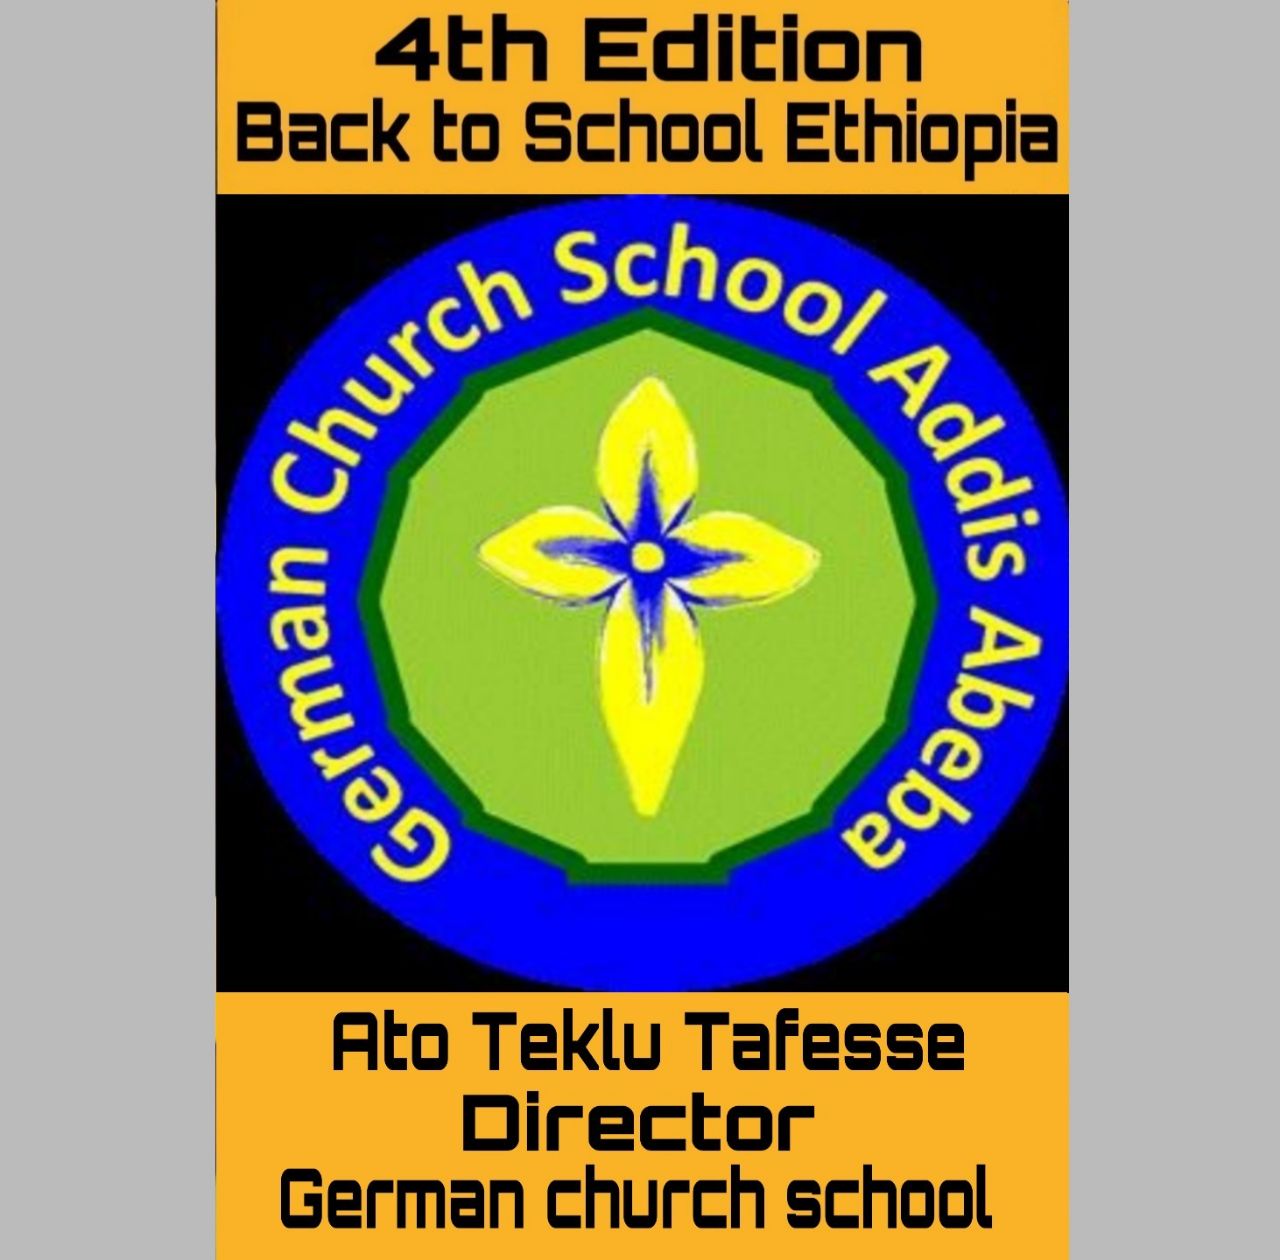 4th Edition
Back to School Ethiopia
German Church School Addis Abeba
Ato Teklu Tafesse
Director
German church school